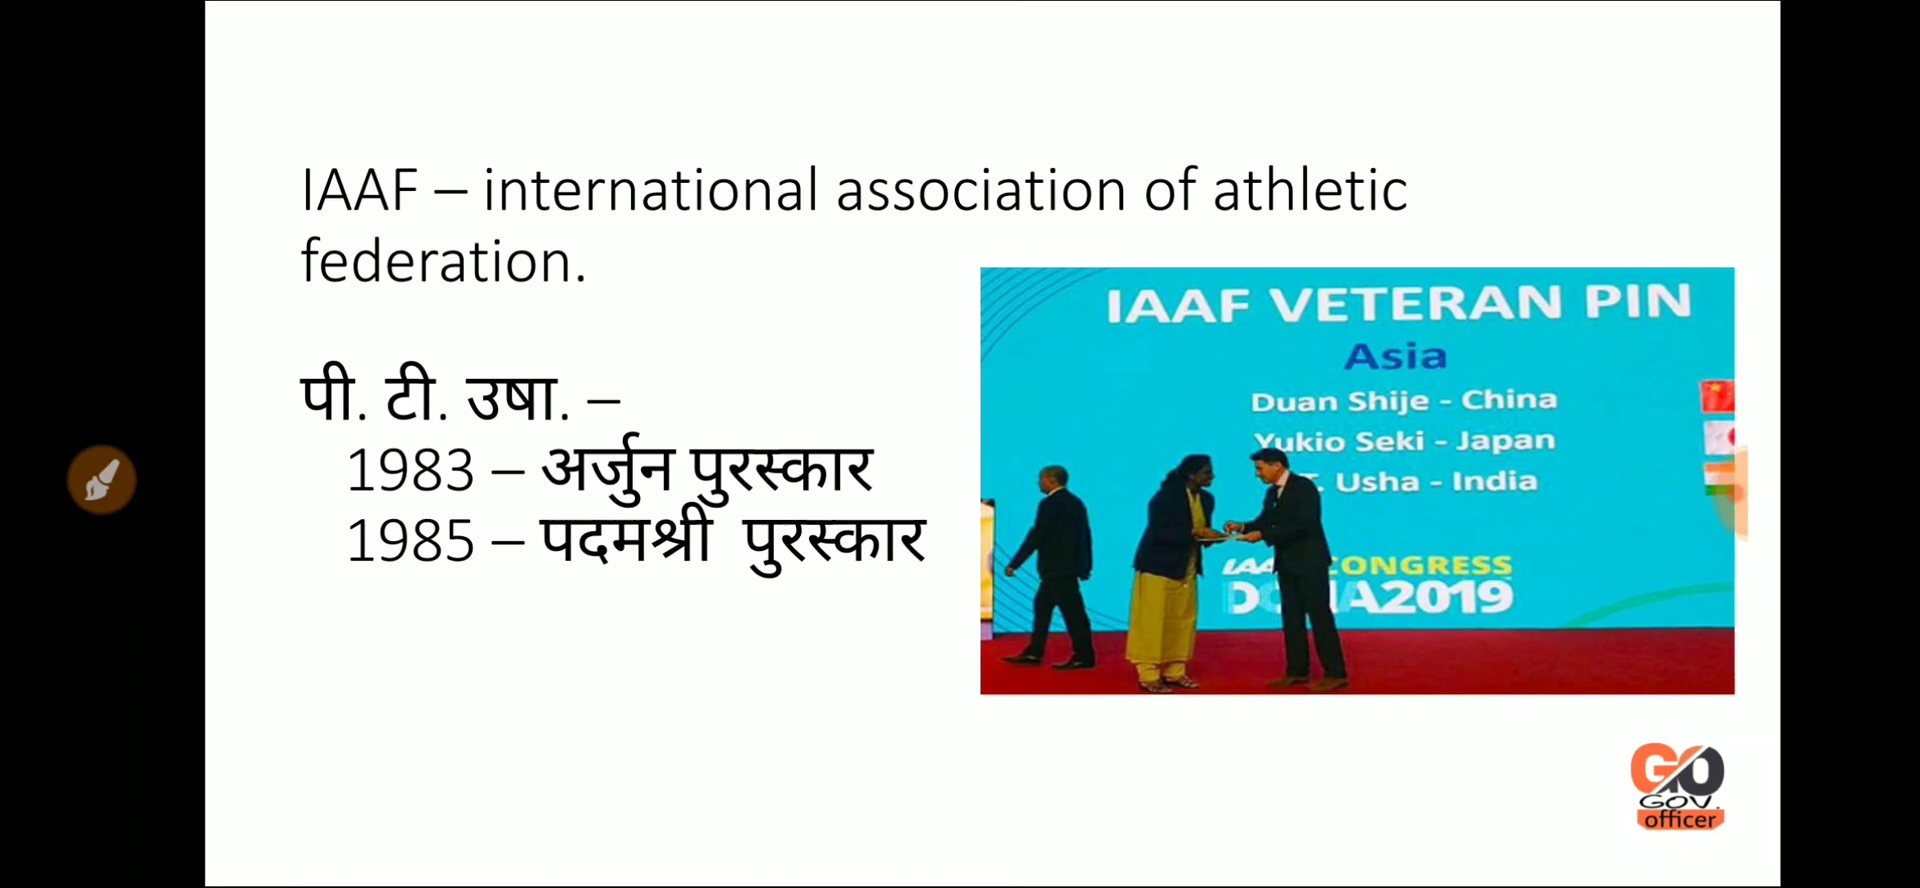 IAAF – international association of athletic
federation.
पी. टी. उषा. –
1983 – अर्जुन पुरस्कार
1985 – पदमश्री पुरस्कार
IAAF VETERAN PIN
Asia
Duan Shije - China
Yukio Seki - Japan
Usha - India
CONGRESS
2019
GO
GOV.
officer